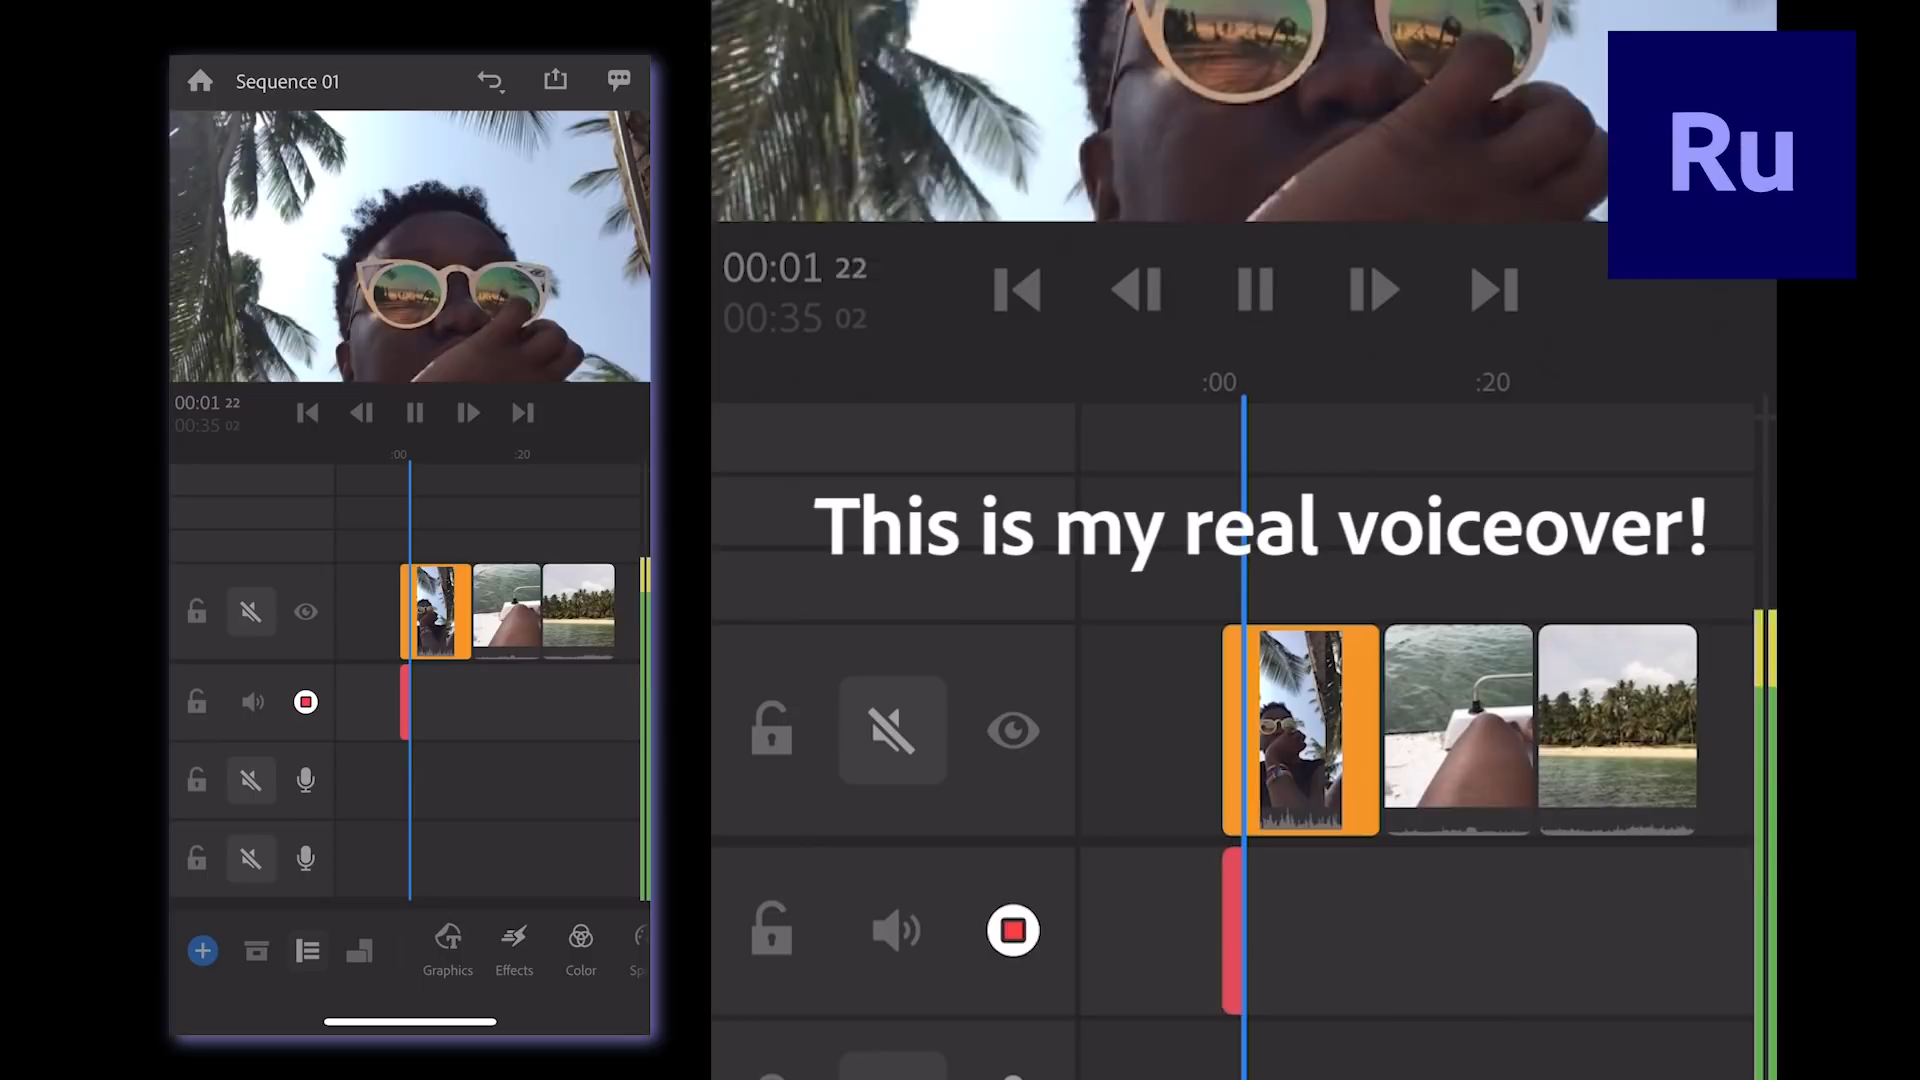 Sequence 01
00:01 22
00:35 02
:00
:20
Graphics
Effects
Color
Sp
Ru
00:01 22
00:35 02
:00
:20
This is my real voiceover!